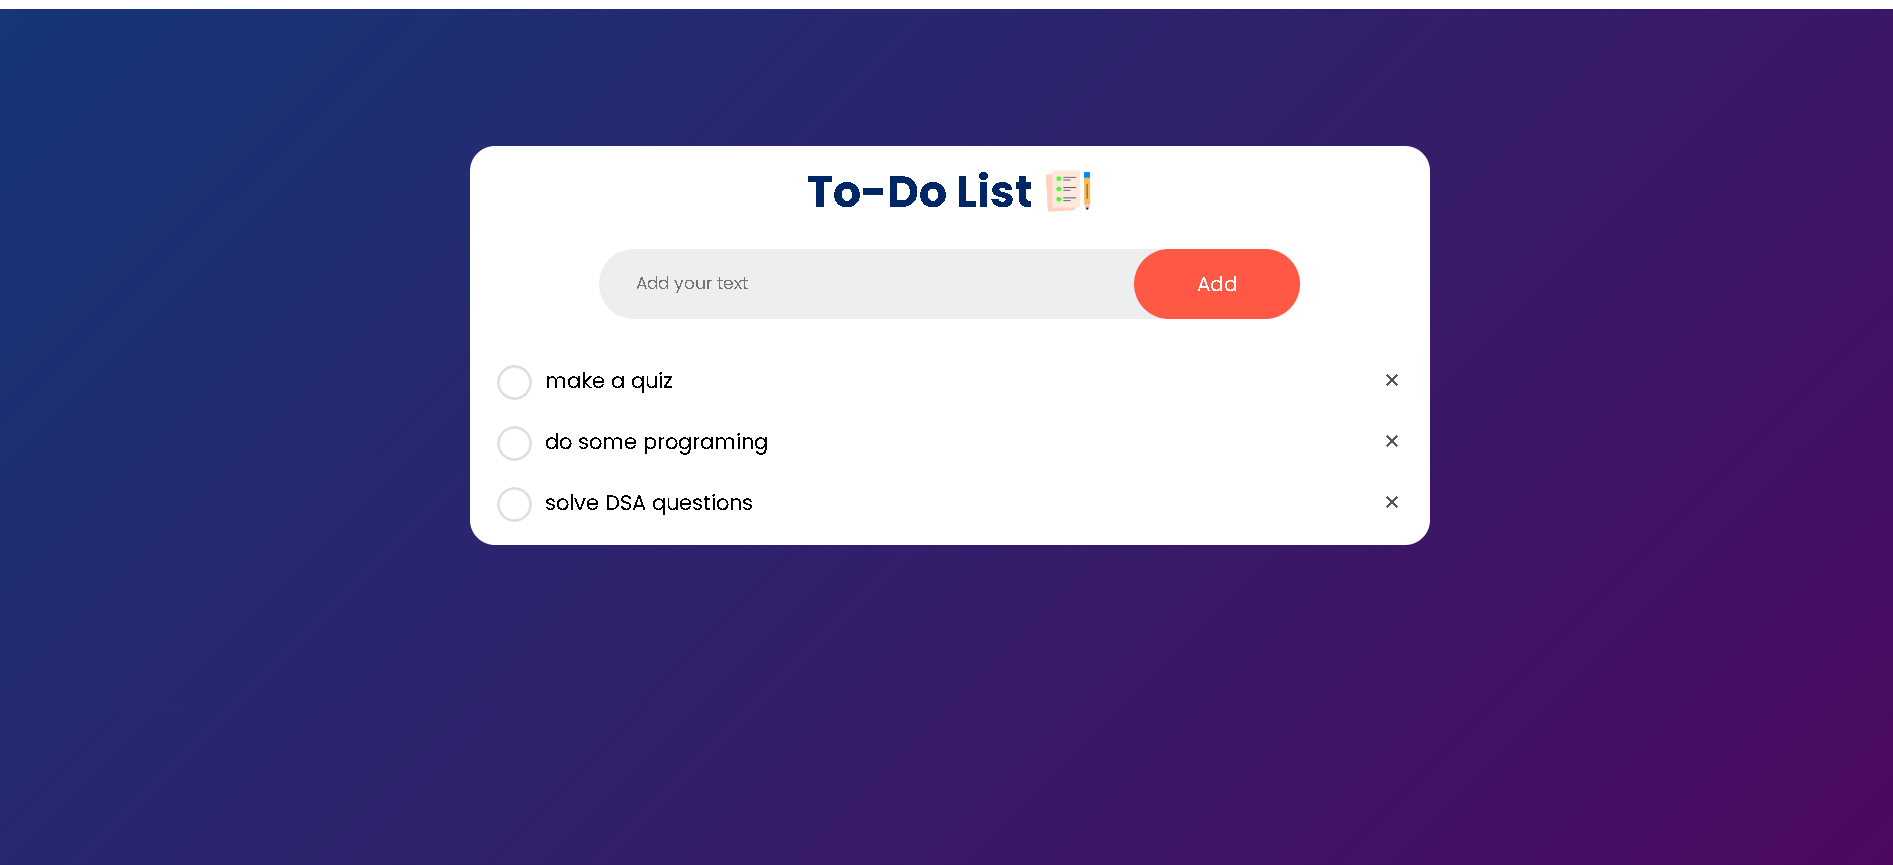 To-Do List
Add your text
Add
make a quiz
do some programing
solve DSA questions